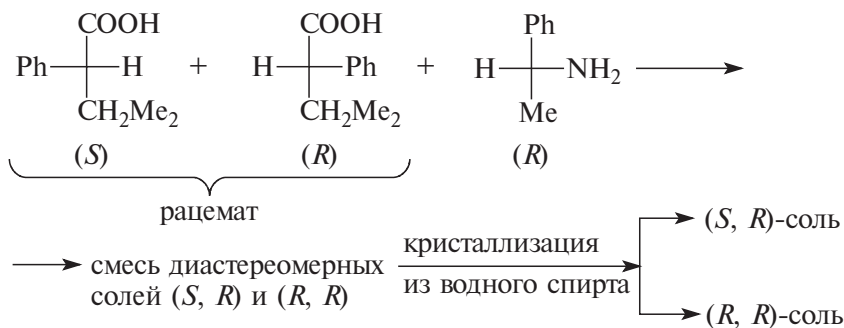 COOH COOH Ph
Ph H + H Ph + H NH₂
CH₂Me₂ CH₂Me₂ Me
(S) (R) (R)
рацемат
смесь диастереомерных
солей (S, R) и (R, R)
кристаллизация
из водного спирта
(S, R)-соль
(R, R)-соль